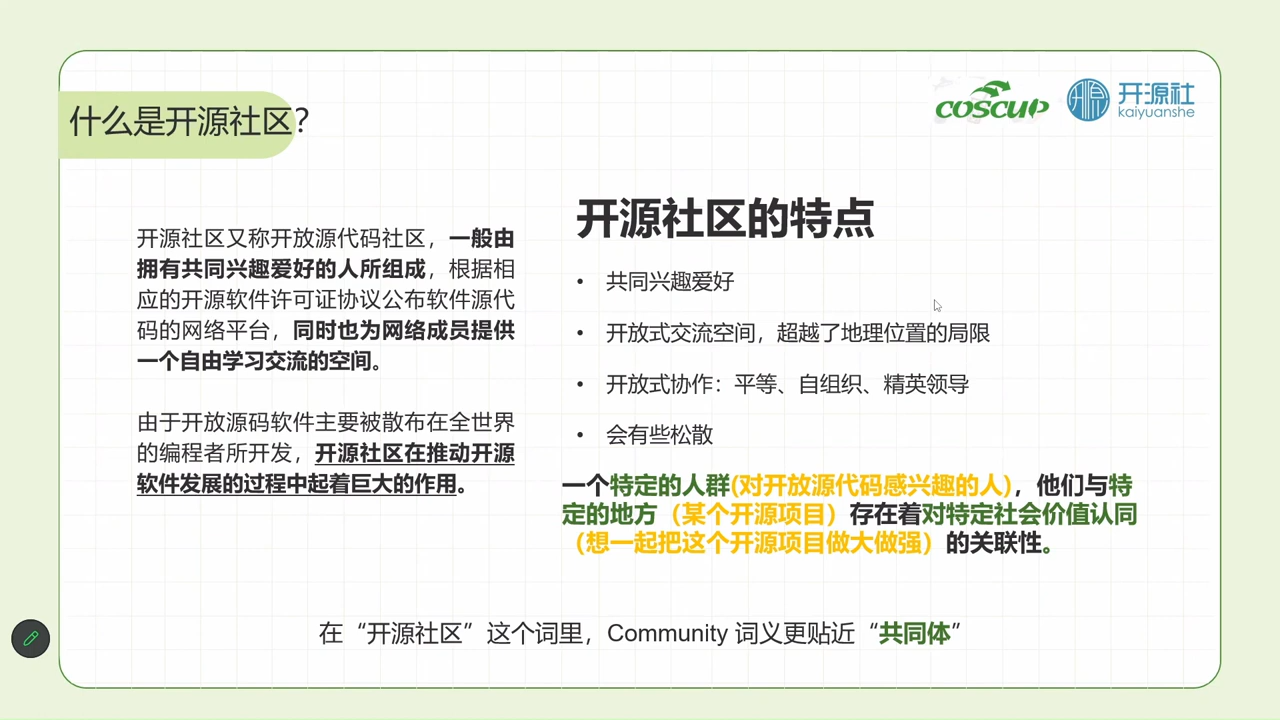 什么是开源社区？
coscup
开源社
kaiyuanshe
开源社区又称开放源代码社区，一般由
拥有共同兴趣爱好的人所组成，根据相
应的开源软件许可证协议公布软件源代
码的网络平台，同时也为网络成员提供
一个自由学习交流的空间。
由于开放源码软件主要被散布在全世界
的编程者所开发，开源社区在推动开源
软件发展的过程中起着巨大的作用。
开源社区的特点
• 共同兴趣爱好
• 开放式交流空间，超越了地理位置的局限
• 开放式协作：平等、自组织、精英领导
• 会有些松散
一个特定的人群(对开放源代码感兴趣的人)，他们与特
定的地方（某个开源项目）存在着对特定社会价值认同
（想一起把这个开源项目做大做强）的关联性。
在“开源社区”这个词里，Community 词义更贴近“共同体”